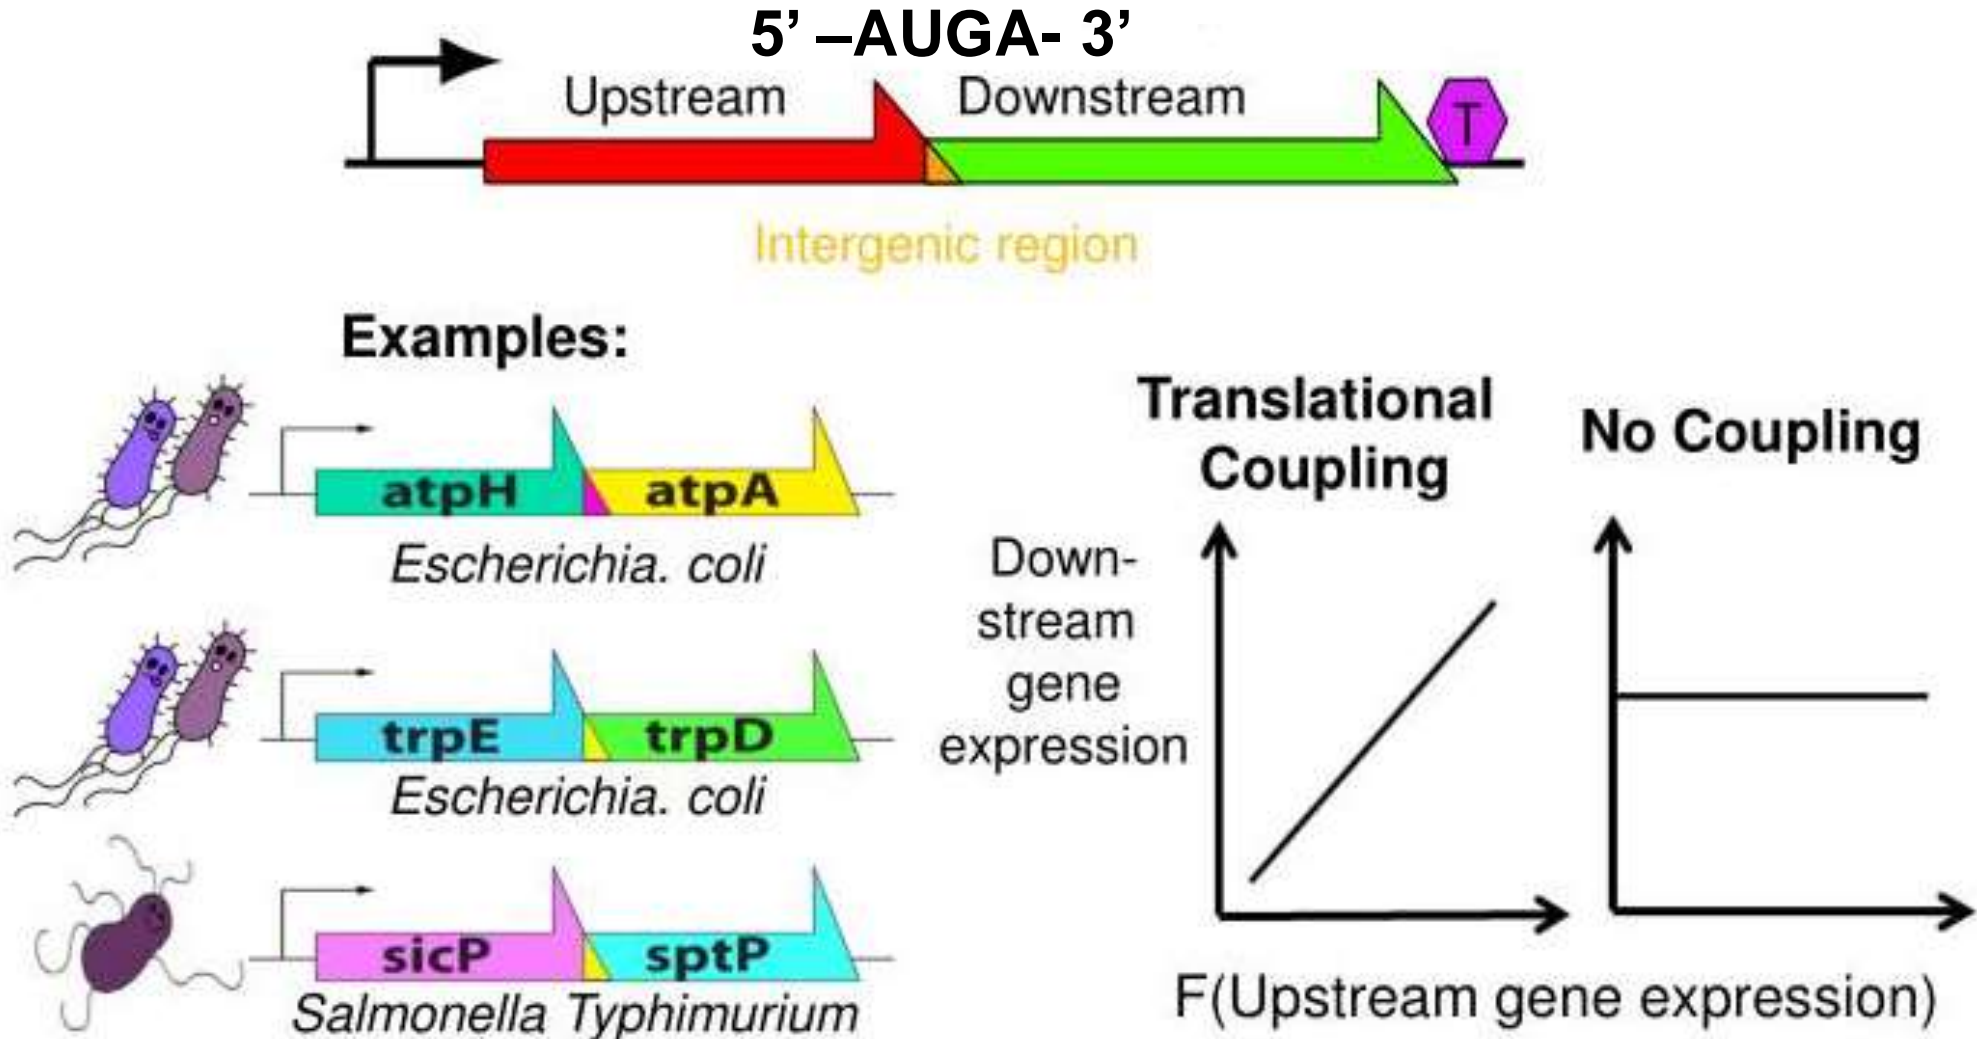 5’ –AUGA- 3’
Upstream
Downstream
T
Intergenic region
Examples:
atpH
atpA
Escherichia. coli
trpE
trpD
Escherichia. coli
sicP
sptP
Salmonella Typhimurium
Translational
Coupling
No Coupling
Down-
stream
gene
expression
F(Upstream gene expression)